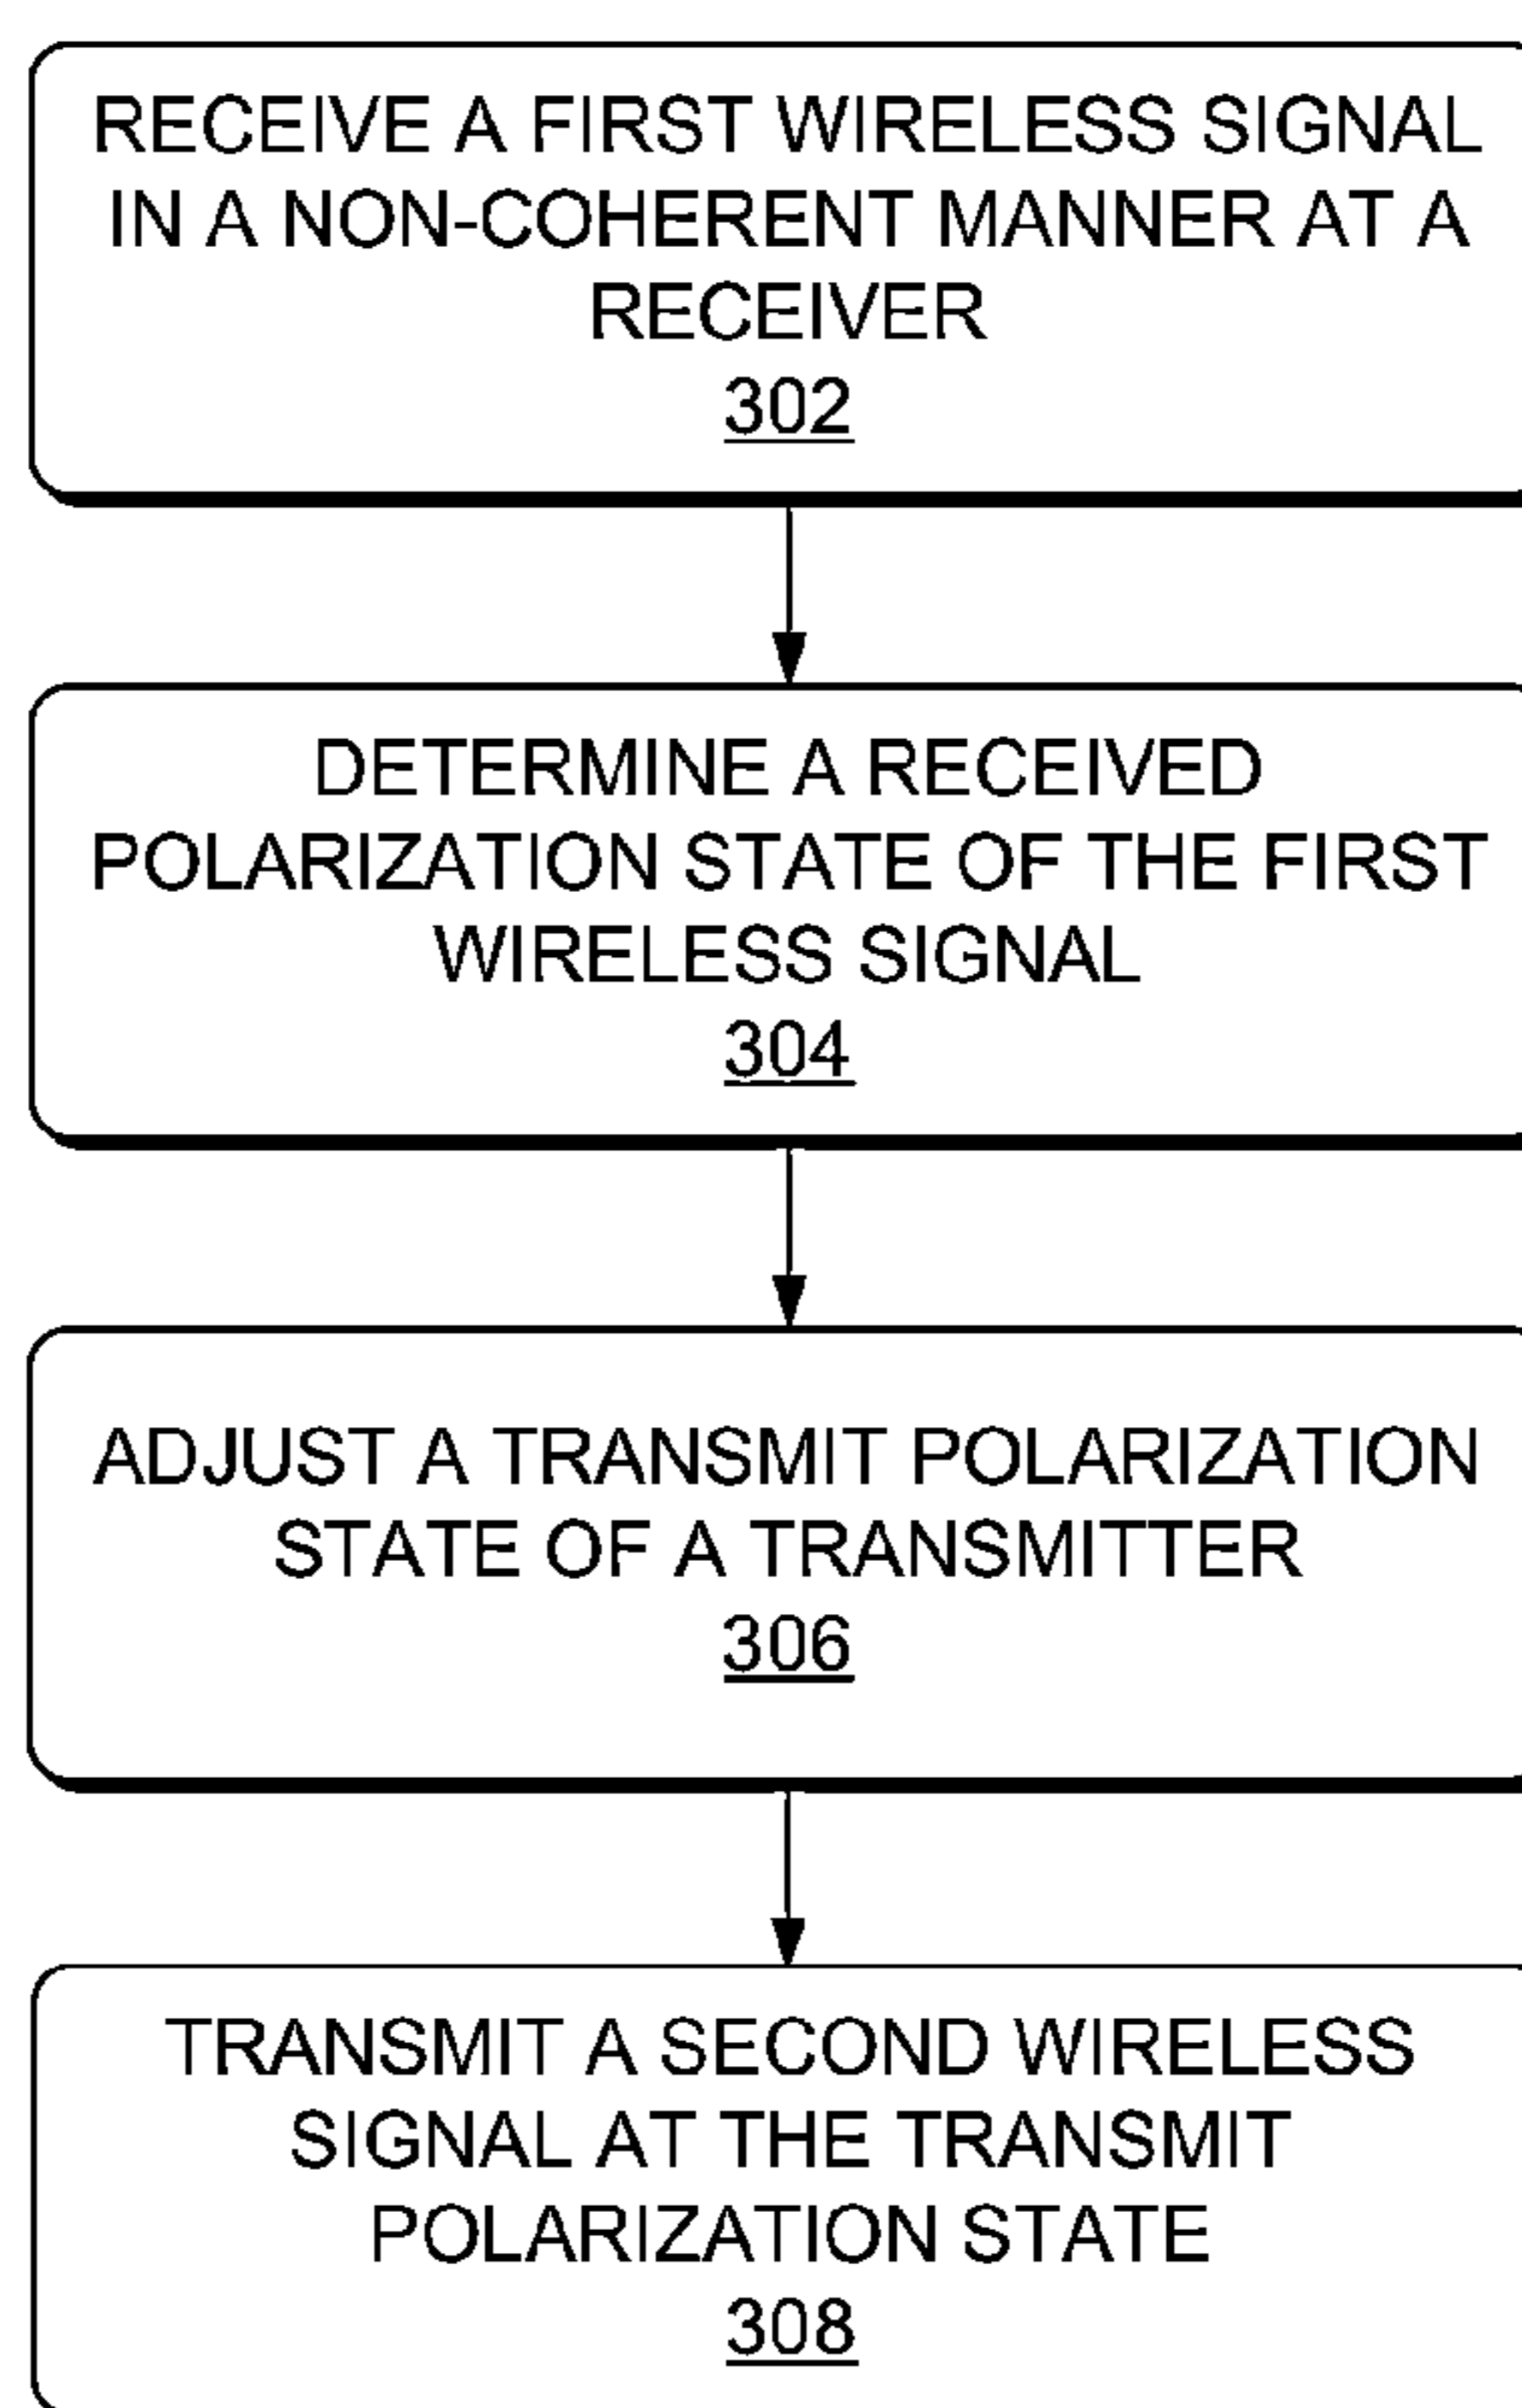 RECEIVE A FIRST WIRELESS SIGNAL
IN A NON-COHERENT MANNER AT A
RECEIVER
302
DETERMINE A RECEIVED
POLARIZATION STATE OF THE FIRST
WIRELESS SIGNAL
304
ADJUST A TRANSMIT POLARIZATION
STATE OF A TRANSMITTER
306
TRANSMIT A SECOND WIRELESS
SIGNAL AT THE TRANSMIT
POLARIZATION STATE
308